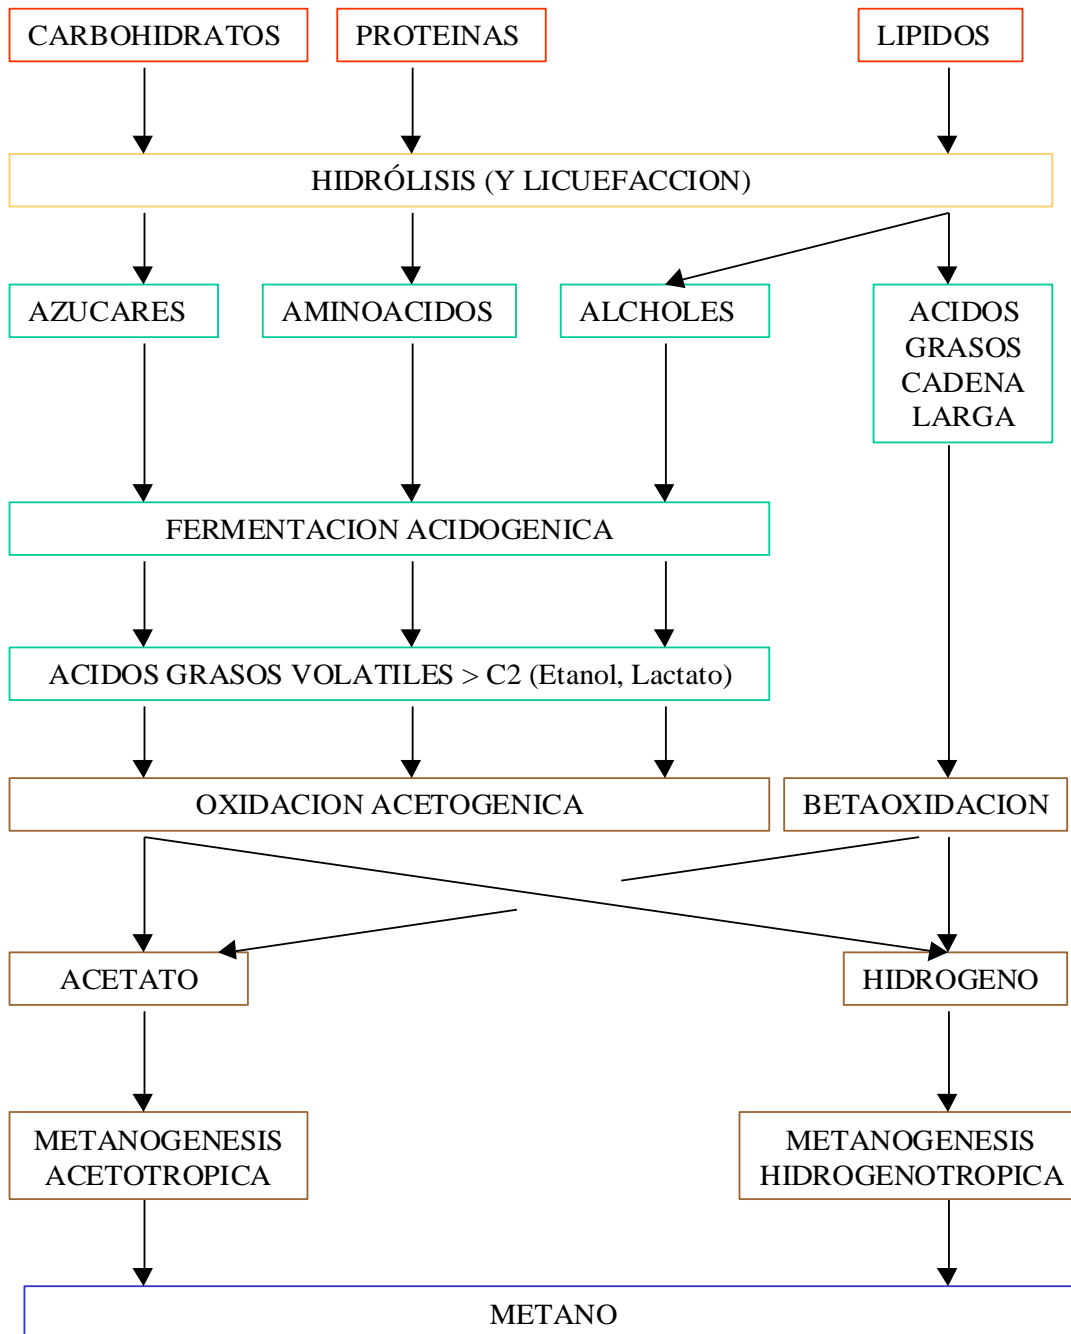 CARBOHIDRATOS
PROTEINAS
LIPIDOS
HIDRÓLISIS (Y LICUEFACCION)
AZUCARES
AMINOACIDOS
ALCHOLES
ACIDOS
GRASOS
CADENA
LARGA
FERMENTACION ACIDOGENICA
ACIDOS GRASOS VOLATILES > C2 (Etanol, Lactato)
OXIDACION ACETOGENICA
BETAOXIDACION
ACETATO
HIDROGENO
METANOGENESIS
ACETOTROPICA
METANOGENESIS
HIDROGENOTROPICA
METANO